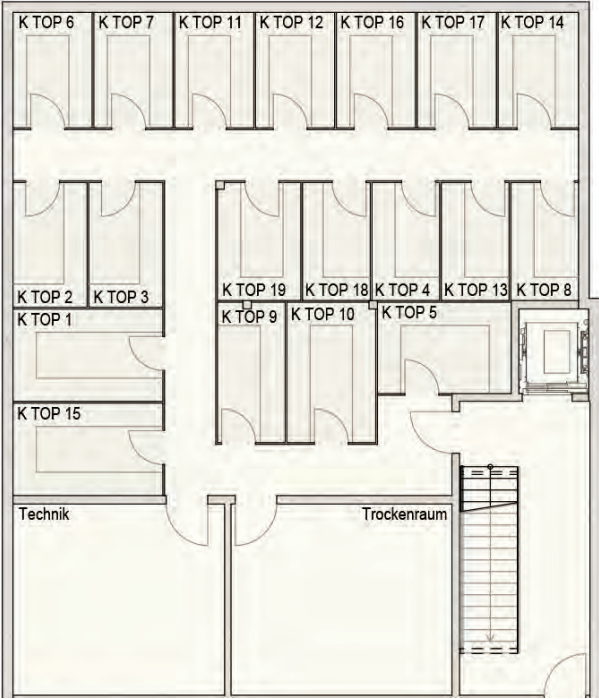 K TOP 6
K TOP 7
K TOP 11
K TOP 12
K TOP 16
K TOP 17
K TOP 14
K TOP 2
K TOP 3
K TOP 19
K TOP 18
K TOP 4
K TOP 13
K TOP 8
K TOP 1
K TOP 9
K TOP 10
K TOP 5
K TOP 15
Technik
Trockenraum